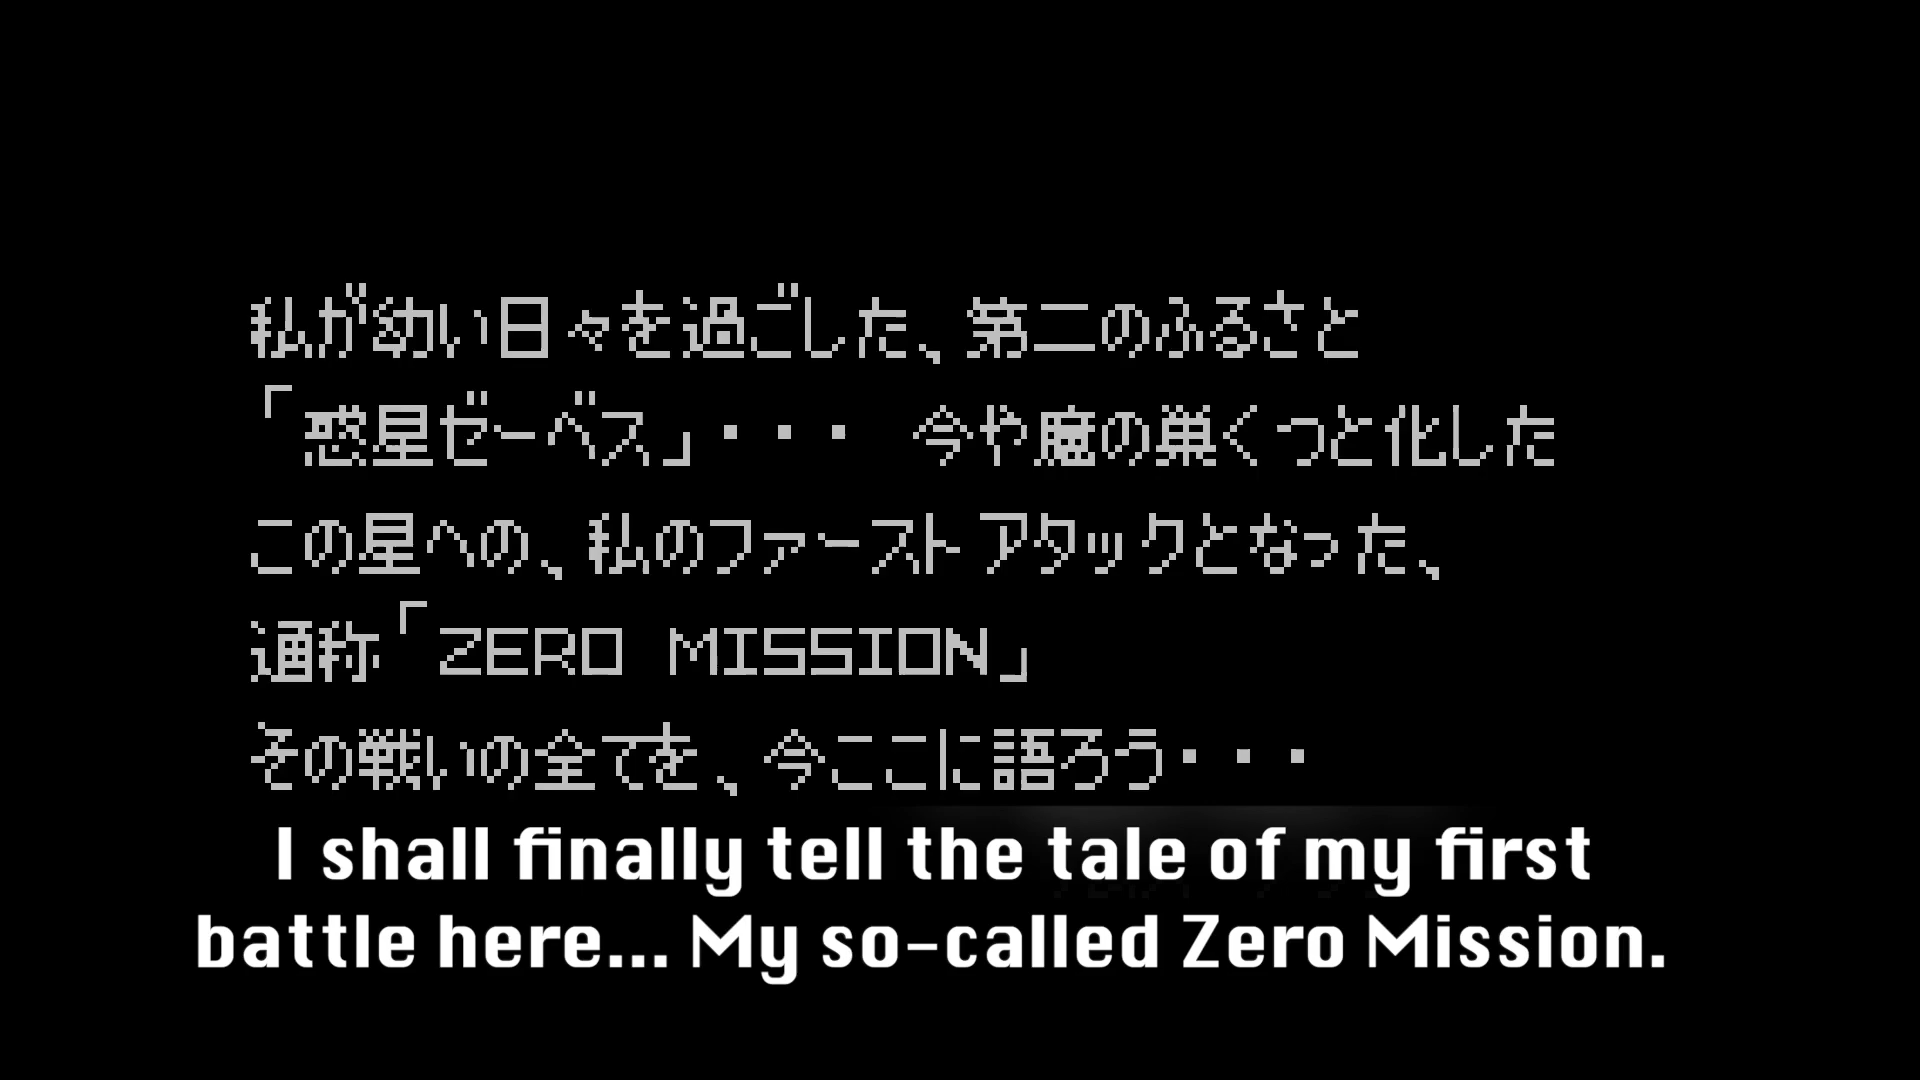 私が幼い日々を過ごした、第二のふるさと
「惑星ゼーベス」・・・ 今や魔の巣くつと化した
この星への、私のファーストアタックとなった、
通称「ZERO MISSION」
その戦いの全てを、今ここに語ろう・・・
I shall finally tell the tale of my first
battle here... My so-called Zero Mission.